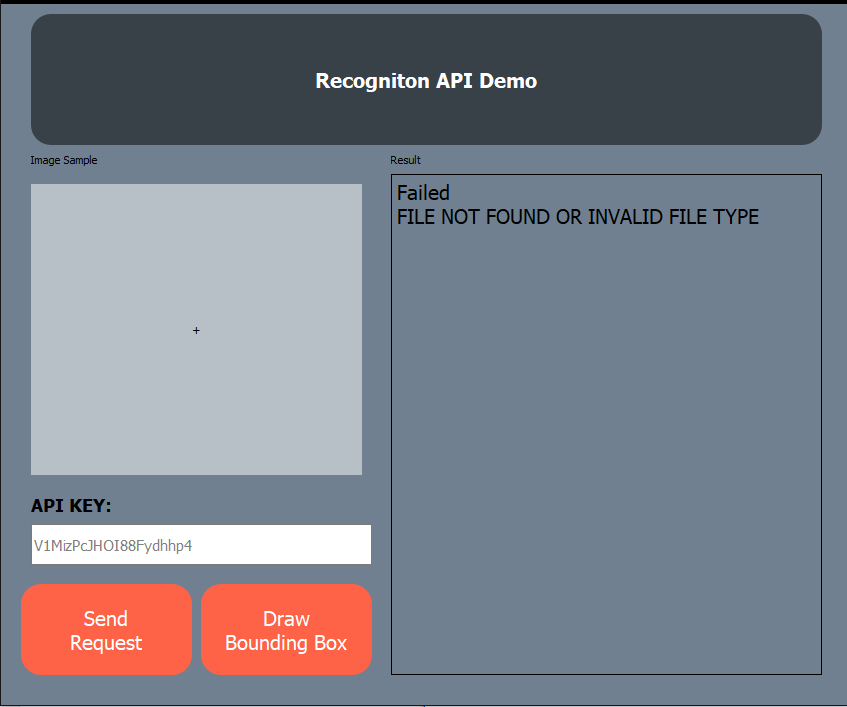 Recogniton API Demo
Image Sample
+
API KEY:
V1MizPcJHOI88Fydhhp4
Send
Request
Draw
Bounding Box
Result
Failed
FILE NOT FOUND OR INVALID FILE TYPE